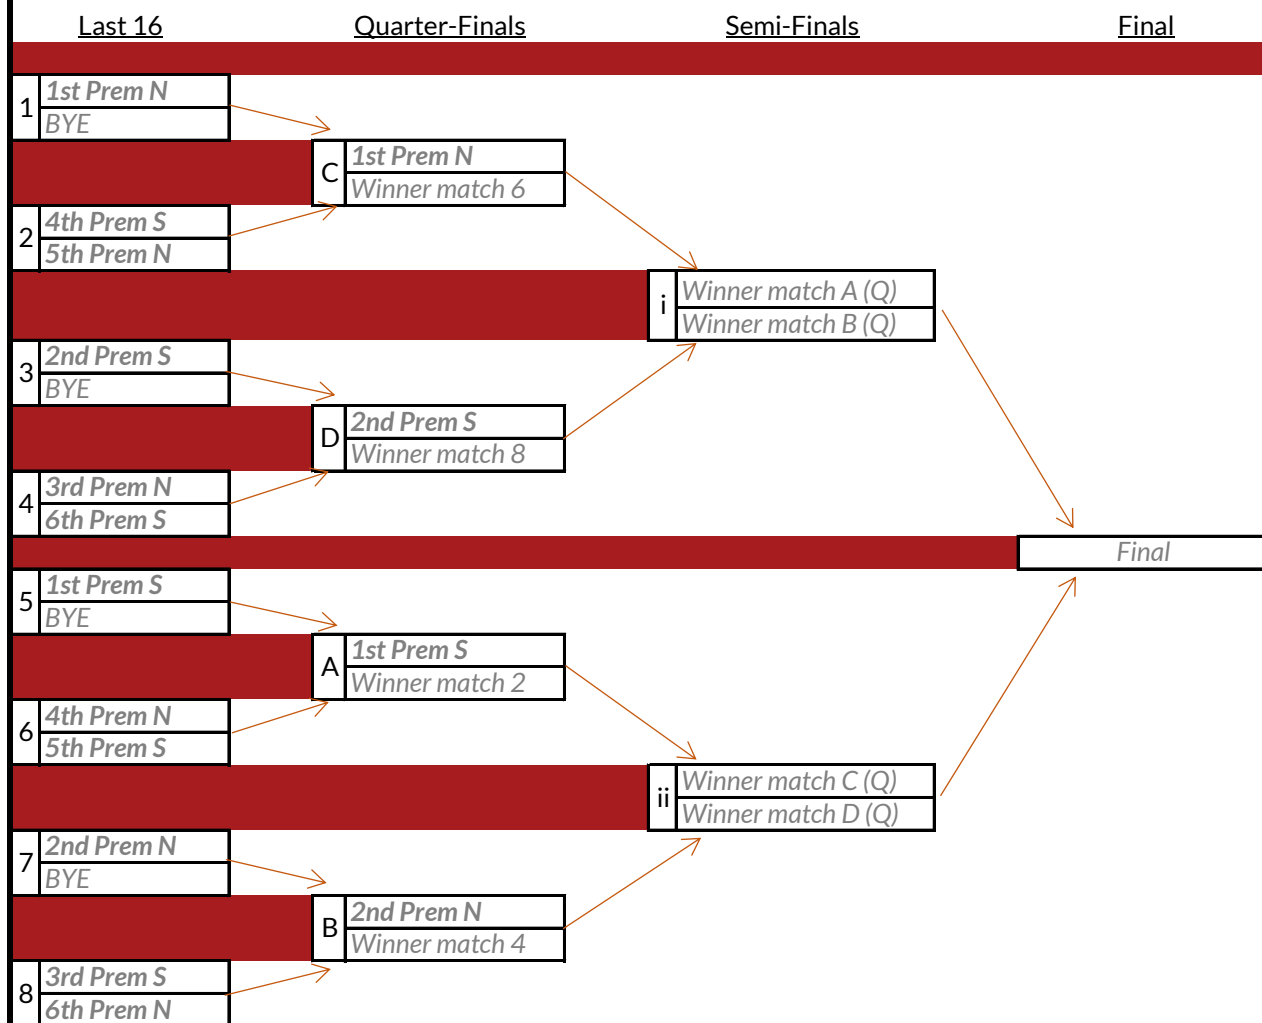 Last 16 Quarter-Finals Semi-Finals Final
1st Prem N
1
BYE
1st Prem N
C
Winner match 6
4th Prem S
2
5th Prem N
Winner match A (Q)
i
Winner match B (Q)
2nd Prem S
3
BYE
2nd Prem S
D
Winner match 8
3rd Prem N
4
6th Prem S
Final
1st Prem S
5
BYE
1st Prem S
A
Winner match 2
4th Prem N
6
5th Prem S
Winner match C (Q)
ii
Winner match D (Q)
2nd Prem N
7
BYE
2nd Prem N
B
Winner match 4
3rd Prem S
8
6th Prem N